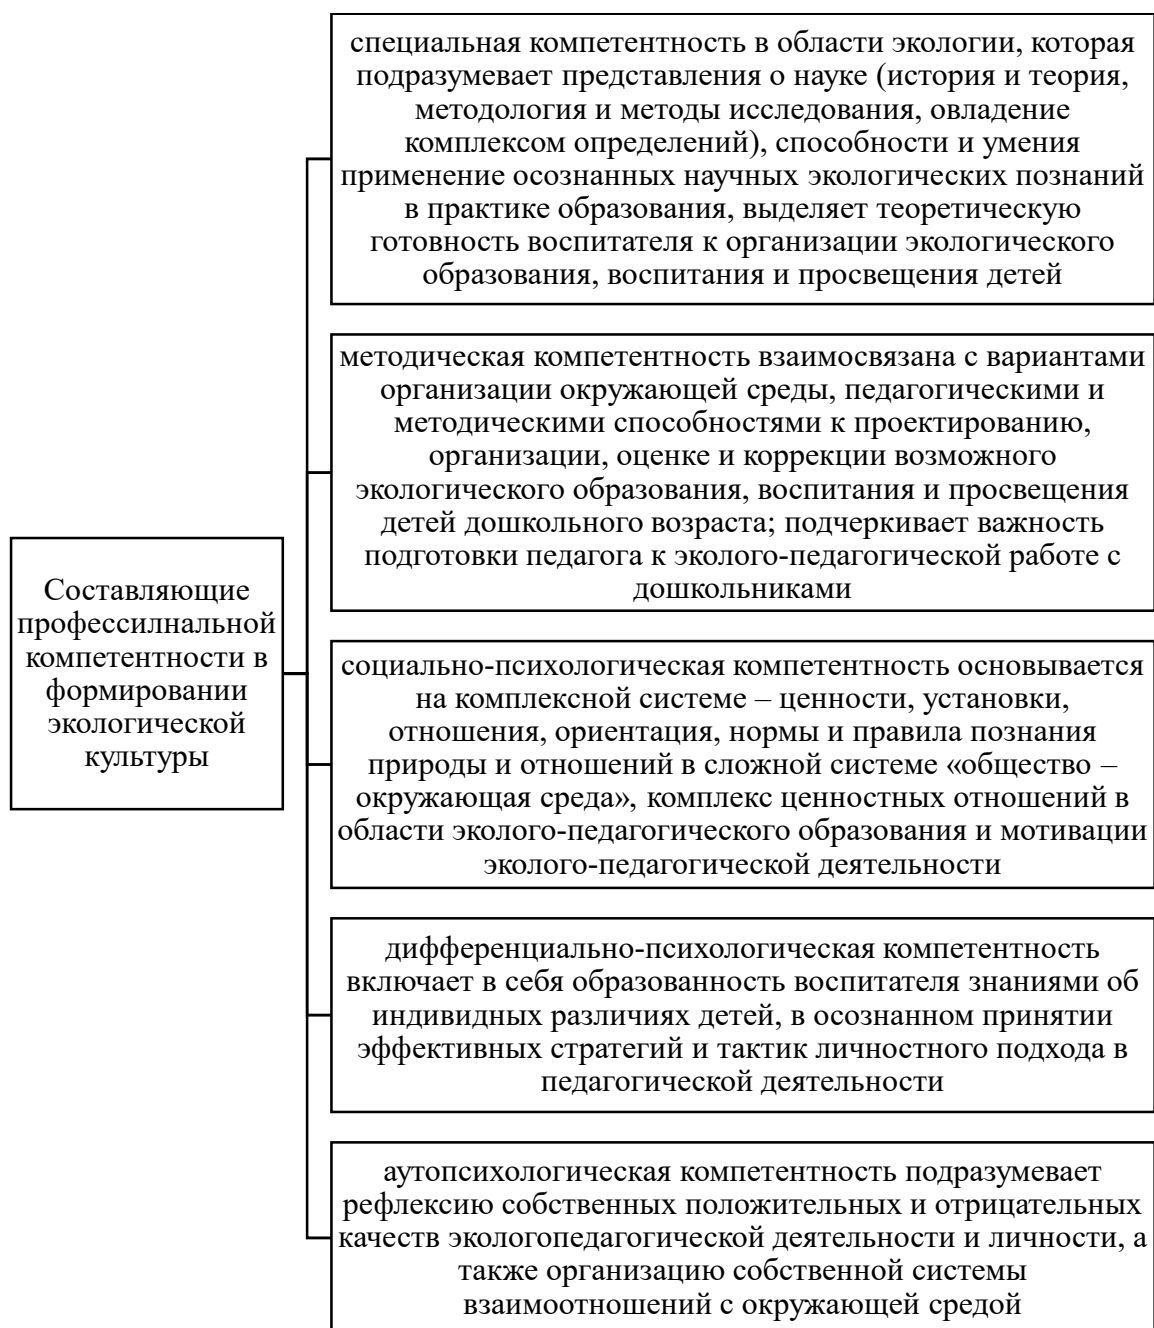 специальная компетентность в области экологии, которая
подразумевает представления о науке (история и теория,
методология и методы исследования, овладение
комплексом определений), способности и умения
применение осознанных научных экологических познаний
в практике образования, выделяет теоретическую
готовность воспитателя к организации экологического
образования, воспитания и просвещения детей
методическая компетентность взаимосвязана с вариантами
организации окружающей среды, педагогическими и
методическими способностями к проектированию,
организации, оценке и коррекции возможного
экологического образования, воспитания и просвещения
детей дошкольного возраста; подчеркивает важность
подготовки педагога к эколого-педагогической работе с
дошкольниками
Составляющие
профессилнальной
компетентности в
формировании
экологической
культуры
социально-психологическая компетентность основывается
на комплексной системе – ценности, установки,
отношения, ориентация, нормы и правила познания
природы и отношений в сложной системе «общество –
окружающая среда», комплекс ценностных отношений в
области эколого-педагогического образования и мотивации
эколого-педагогической деятельности
дифференциально-психологическая компетентность
включает в себя образованность воспитателя знаниями об
индивидных различиях детей, в осознанном принятии
эффективных стратегий и тактик личностного подхода в
педагогической деятельности
аутопсихологическая компетентность подразумевает
рефлексию собственных положительных и отрицательных
качеств экологопедагогической деятельности и личности, а
также организацию собственной системы
взаимоотношений с окружающей средой